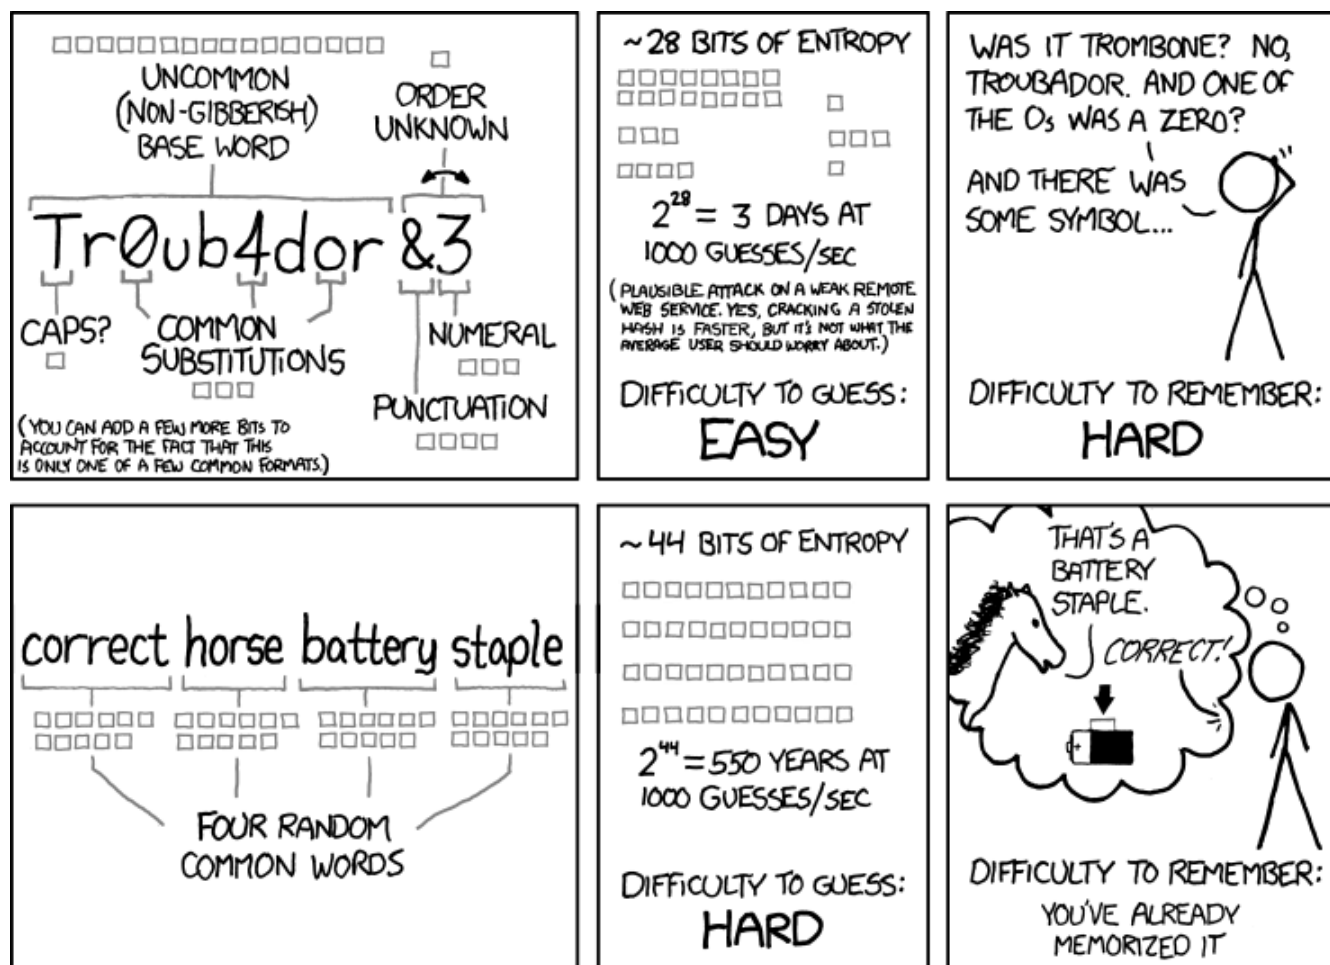 UNCOMMON
(NON-GIBBERISH)
BASE WORD
ORDER
UNKNOWN
Tr0ub4dor &3
CAPS?
COMMON
SUBSTITUTIONS
NUMERAL
PUNCTUATION
(YOU CAN ADD A FEW MORE BITS TO
ACCOUNT FOR THE FACT THAT THIS
IS ONLY ONE OF A FEW COMMON FORMATS.)
~28 BITS OF ENTROPY
2²⁸ = 3 DAYS AT
1000 GUESSES/SEC
(PLAUSIBLE ATTACK ON A WEAK REMOTE
WEB SERVICE. YES, CRACKING A STOLEN
HASH IS FASTER, BUT IT'S NOT WHAT THE
AVERAGE USER SHOULD WORRY ABOUT.)
DIFFICULTY TO GUESS:
EASY
WAS IT TROMBONE? NO,
TROUBADOR. AND ONE OF
THE Os WAS A ZERO?
AND THERE WAS
SOME SYMBOL...
DIFFICULTY TO REMEMBER:
HARD
correct horse battery staple
FOUR RANDOM
COMMON WORDS
~44 BITS OF ENTROPY
2⁴⁴ = 550 YEARS AT
1000 GUESSES/SEC
DIFFICULTY TO GUESS:
HARD
THAT'S A
BATTERY
STAPLE.
CORRECT!
+
DIFFICULTY TO REMEMBER:
YOU'VE ALREADY
MEMORIZED IT